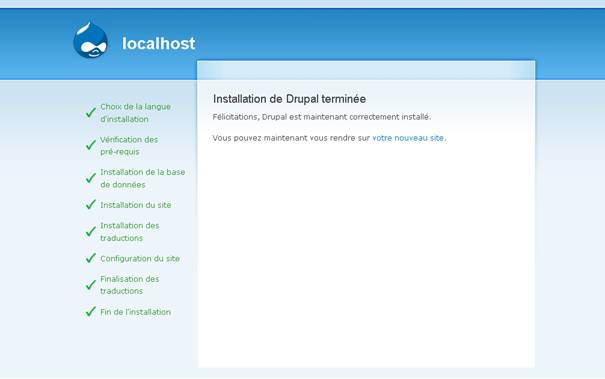 localhost
Choix de la langue
d'installation
Vérification des
pré-requis
Installation de la base
de données
Installation du site
Installation des
traductions
Configuration du site
Finalisation des
traductions
Fin de l'installation
Installation de Drupal terminée
Félicitations, Drupal est maintenant correctement installé.
Vous pouvez maintenant vous rendre sur votre nouveau site.